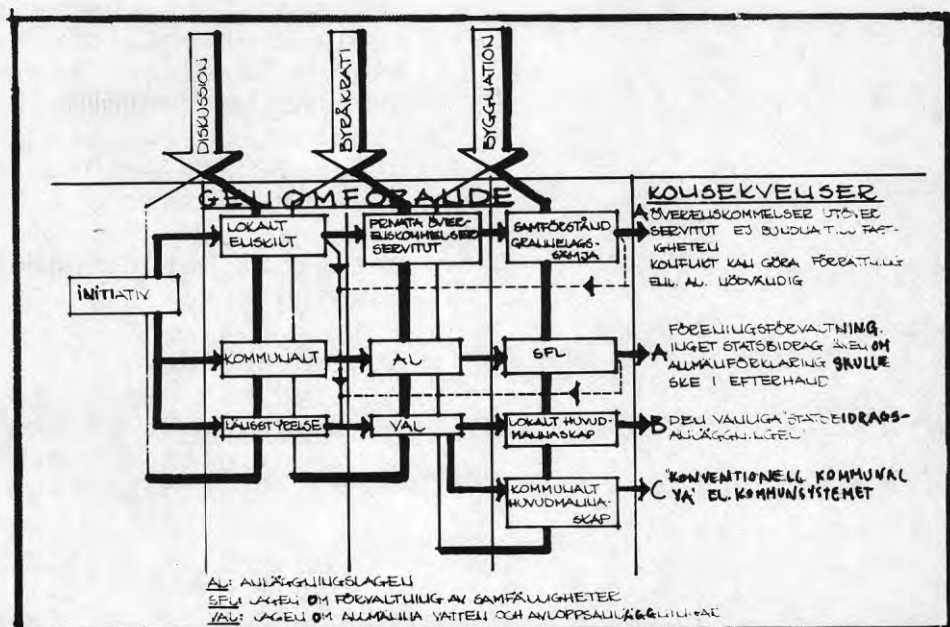 DISKUSSION
BYRÅKRATI
BYGGNATION
GENOMFÖRANDE
KONSEKVENSER
INITIATIV
LOKALT
ENSKILT
PRIVATA ÖVER-
ENSKOMMELSER
SERVITUT
SAMFÖRSTÅND
GRANNELAGS-
SÄMJA
A ÖVERENSKOMMELSER UTÖVER
SERVITUT EJ BUNDNA TILL FAST-
IGHETEN
KONFLIKT KAN GÖRA FÖRRÄTTNING
ENL AL. NÖDVÄNDIG
KOMMUNALT
AL
SFL
A FÖRENINGSFÖRVALTNING.
INGET STATSBIDRAG ÄVEN OM
ALLMÄNFÖRKLARING SKULLE
SKE I EFTERHAND
LÄNSSTYRELSE
VAL
LOKALT HUVUD-
MANNASKAP
B DEN VANLIGA "STATSBIDRAGS-
ANLÄGGNINGEN"
KOMMUNALT
HUVUDMANNA-
SKAP
C "KONVENTIONELL KOMMUNAL
VA" EL. KOMMUNSYSTEMET
AL: ANLÄGGNINGSLAGEN
SFL: LAGEN OM FÖRVALTNING AV SAMFÄLLIGHETER
VAL: LAGEN OM ALLMÄNNA VATTEN OCH AVLOPPSANLÄGGNINGAR